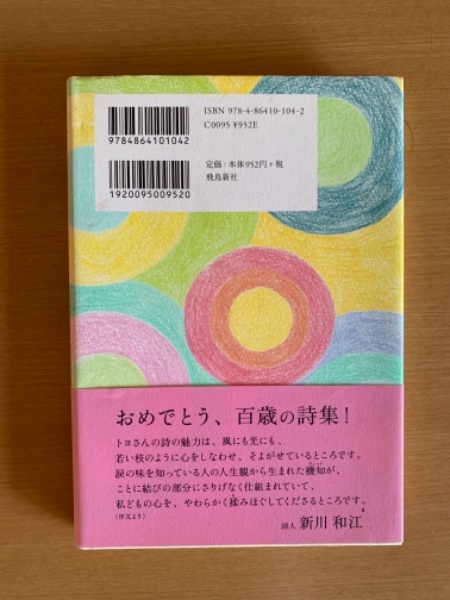 ISBN 978-4-86410-104-2
C0095 ¥952E
9784864101042
定価:本体952円+税
飛鳥新社
1920095009520
おめでとう、百歳の詩集!
トヨさんの詩の魅力は、風にも光にも、
若い枝のように心をしなわせ、そよがせているところです。
涙の味を知っている人の人生観から生まれた機知が、
ことに結びの部分にさりげなく仕組まれていて、
私どもの心を、やわらかく揉みほぐしてくださるところです。
(序文より)
詩人 新川 和江